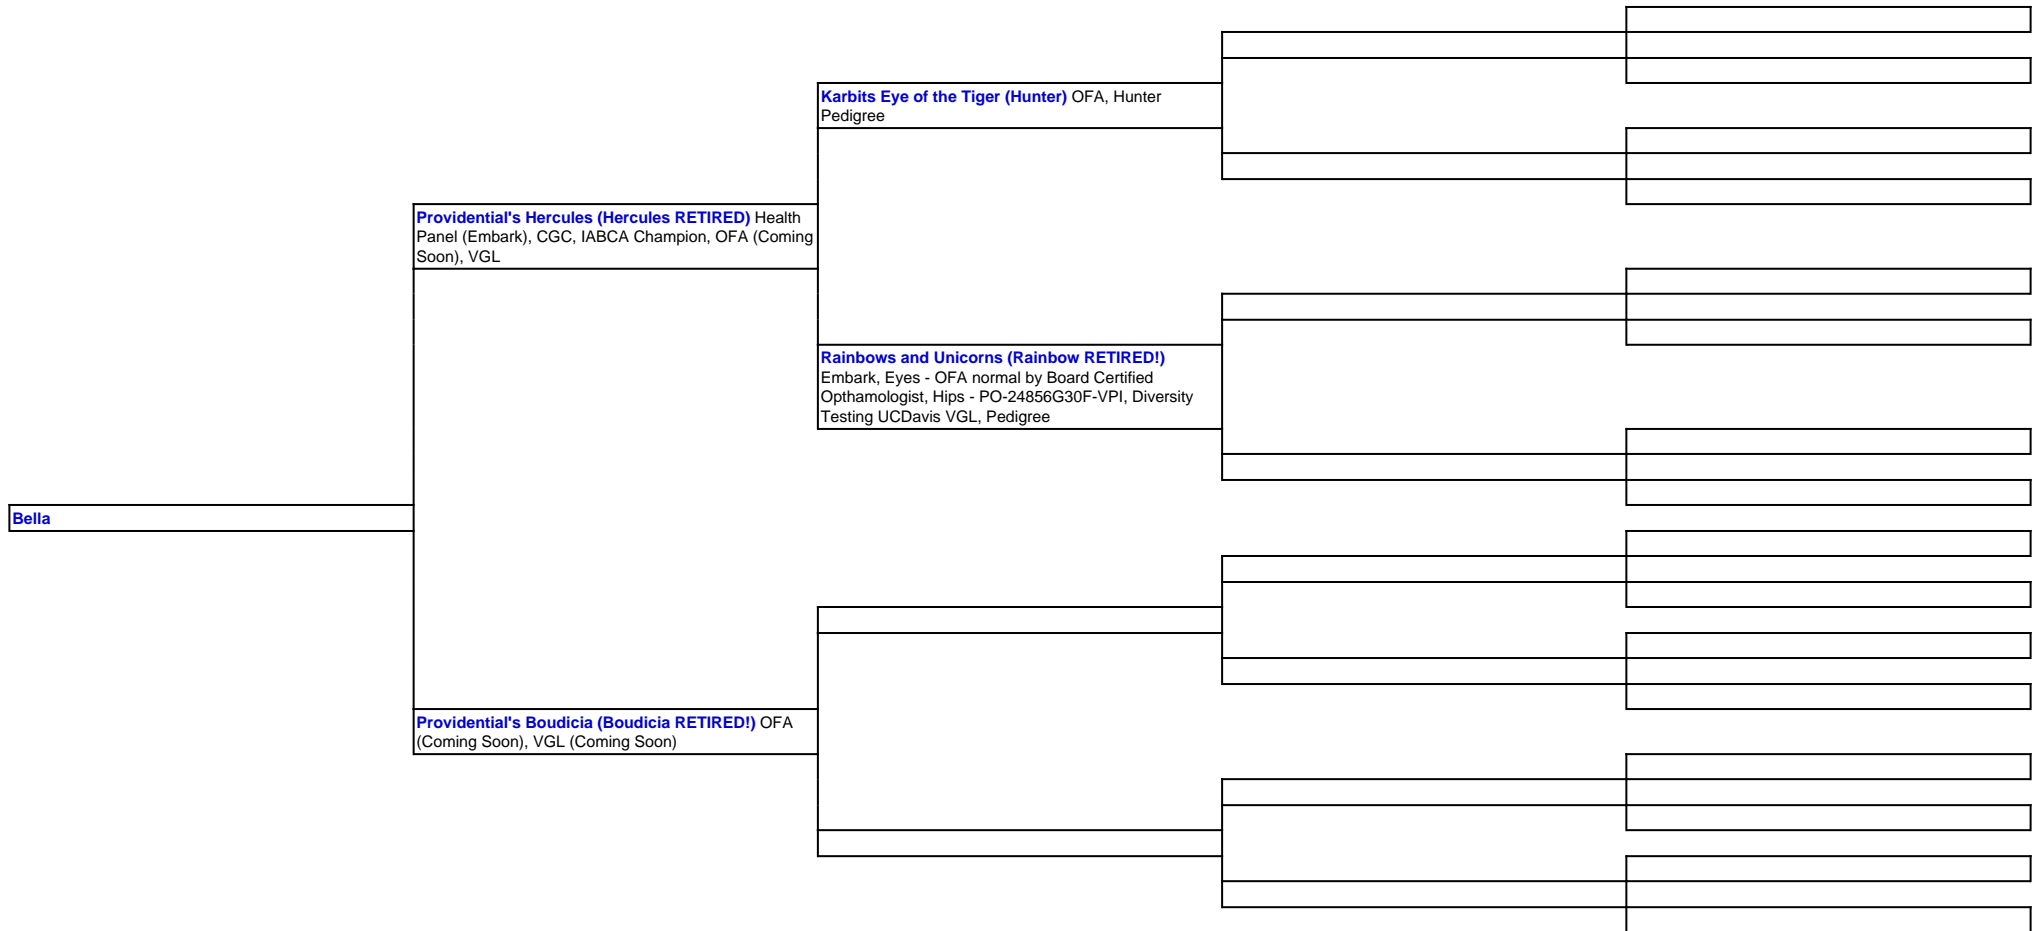 Karbits Eye of the Tiger (Hunter) OFA, Hunter
Pedigree
Providential's Hercules (Hercules RETIRED) Health
Panel (Embark), CGC, IABCA Champion, OFA (Coming
Soon), VGL
Rainbows and Unicorns (Rainbow RETIRED!)
Embark, Eyes - OFA normal by Board Certified
Opthamologist, Hips - PO-24856G30F-VPI, Diversity
Testing UCDavis VGL, Pedigree
Bella
Providential's Boudicia (Boudicia RETIRED!) OFA
(Coming Soon), VGL (Coming Soon)